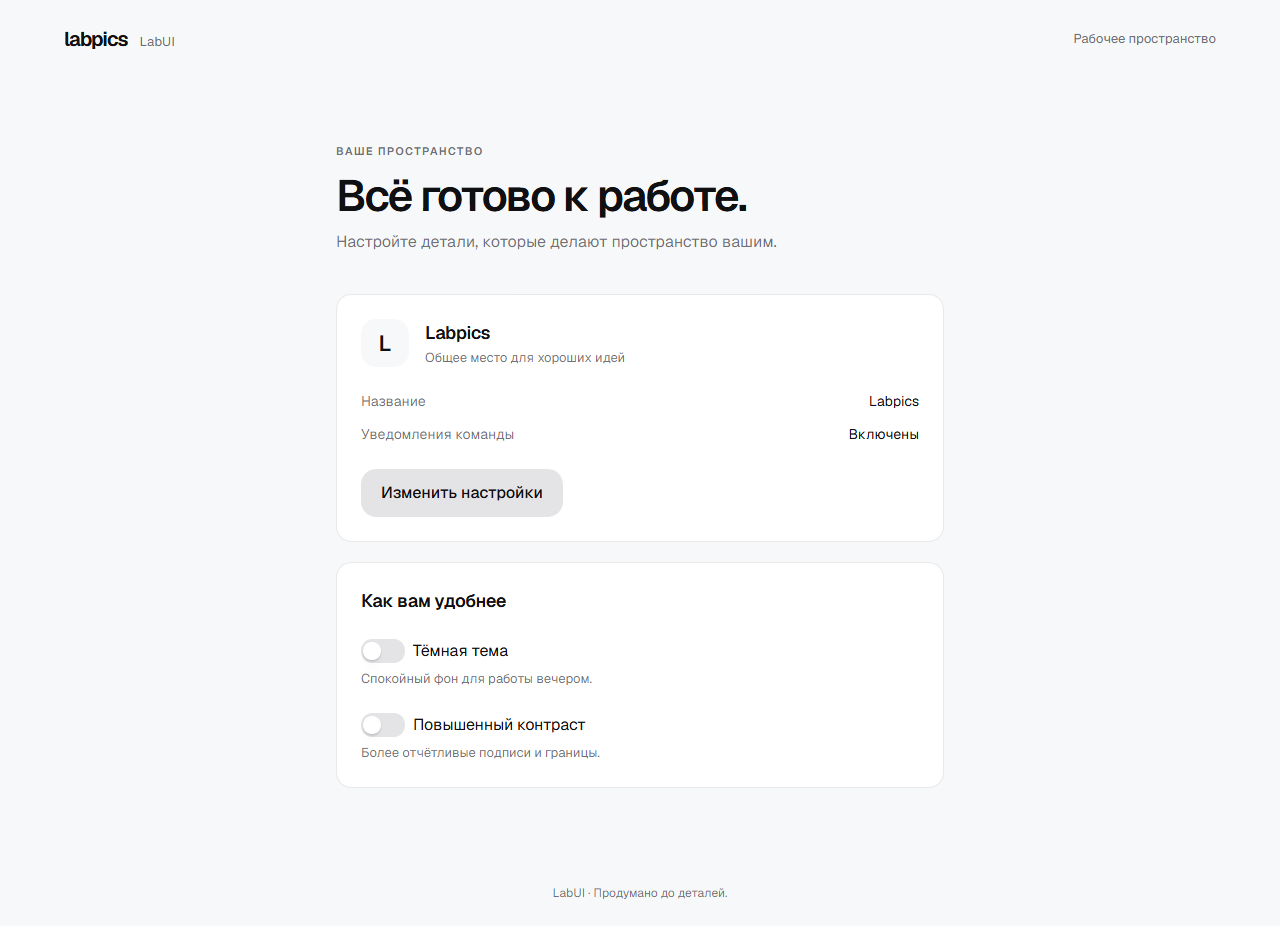 labpics LabUI
Рабочее пространство
ВАШЕ ПРОСТРАНСТВО
Всё готово к работе.
Настройте детали, которые делают пространство вашим.
L
Labpics
Общее место для хороших идей
Название Labpics
Уведомления команды Включены
Изменить настройки
Как вам удобнее
Тёмная тема
Спокойный фон для работы вечером.
Повышенный контраст
Более отчётливые подписи и границы.
LabUI · Продумано до деталей.